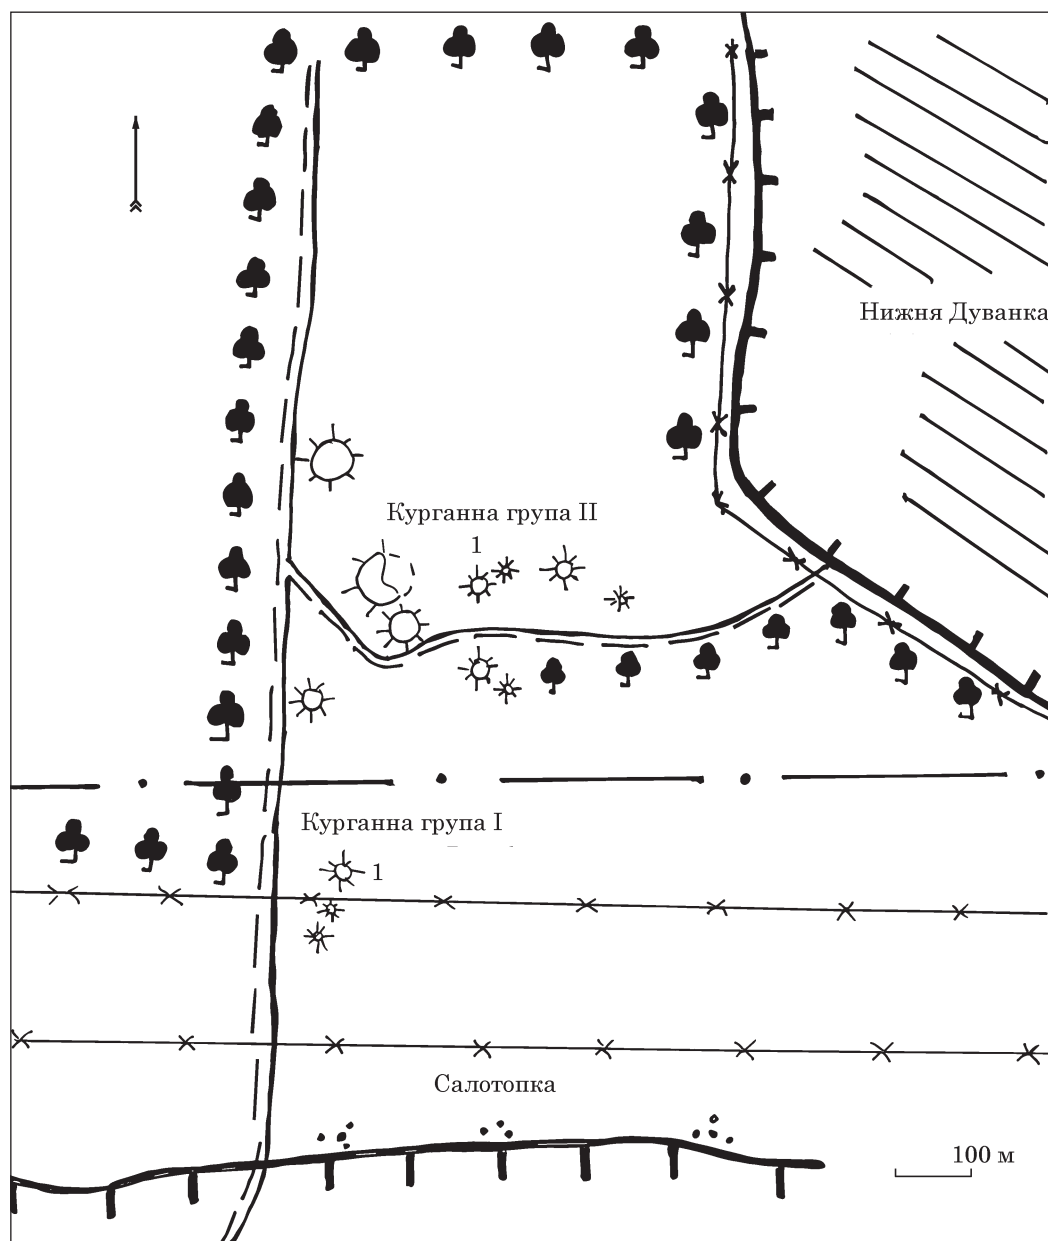 Нижня Дуванка
Курганна група II
1
Курганна група I
1
Салотопка
100 м